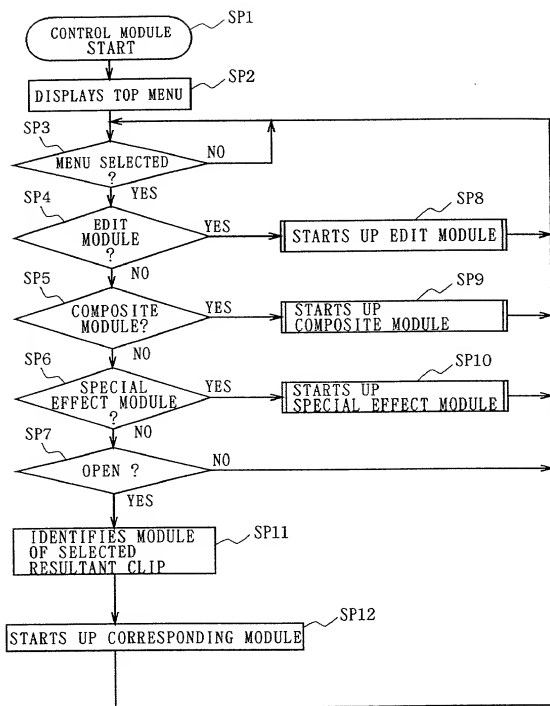 SP1
CONTROL MODULE
START
SP2
DISPLAYS TOP MENU
SP3
MENU SELECTED
?
NO
YES
SP4
EDIT
MODULE
?
YES
NO
SP8
STARTS UP EDIT MODULE
SP5
COMPOSITE
MODULE?
YES
NO
SP9
STARTS UP
COMPOSITE MODULE
SP6
SPECIAL
EFFECT MODULE
?
YES
NO
SP10
STARTS UP
SPECIAL EFFECT MODULE
SP7
OPEN ?
NO
YES
IDENTIFIES MODULE
OF SELECTED
RESULTANT CLIP
SP11
SP12
STARTS UP CORRESPONDING MODULE